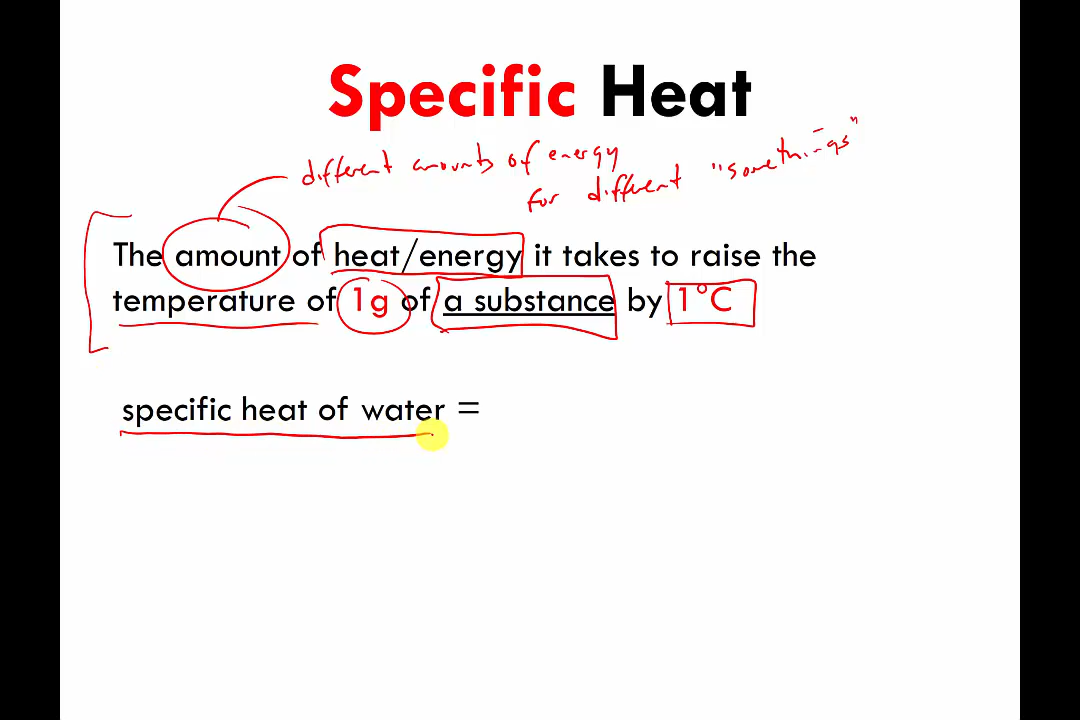 Specific Heat
different amounts of energy
for different "somethings"
The amount of heat/energy it takes to raise the
temperature of 1g of a substance by 1°C
specific heat of water =